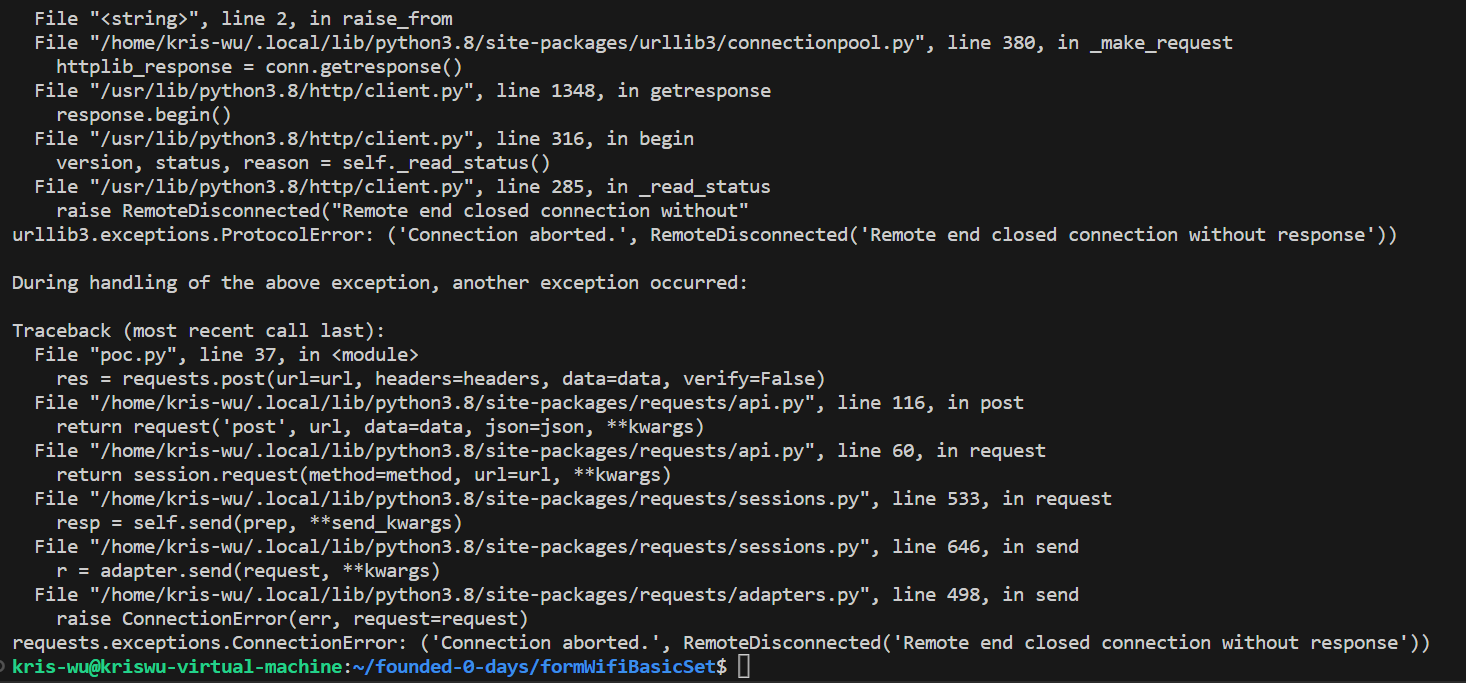 File "<string>", line 2, in raise_from
File "/home/kris-wu/.local/lib/python3.8/site-packages/urllib3/connectionpool.py", line 380, in _make_request
httplib_response = conn.getresponse()
File "/usr/lib/python3.8/http/client.py", line 1348, in getresponse
response.begin()
File "/usr/lib/python3.8/http/client.py", line 316, in begin
version, status, reason = self._read_status()
File "/usr/lib/python3.8/http/client.py", line 285, in _read_status
raise RemoteDisconnected("Remote end closed connection without"
urllib3.exceptions.ProtocolError: ('Connection aborted.', RemoteDisconnected('Remote end closed connection without response'))
During handling of the above exception, another exception occurred:
Traceback (most recent call last):
File "poc.py", line 37, in <module>
res = requests.post(url=url, headers=headers, data=data, verify=False)
File "/home/kris-wu/.local/lib/python3.8/site-packages/requests/api.py", line 116, in post
return request('post', url, data=data, json=json, **kwargs)
File "/home/kris-wu/.local/lib/python3.8/site-packages/requests/api.py", line 60, in request
return session.request(method=method, url=url, **kwargs)
File "/home/kris-wu/.local/lib/python3.8/site-packages/requests/sessions.py", line 533, in request
resp = self.send(prep, **send_kwargs)
File "/home/kris-wu/.local/lib/python3.8/site-packages/requests/sessions.py", line 646, in send
r = adapter.send(request, **kwargs)
File "/home/kris-wu/.local/lib/python3.8/site-packages/requests/adapters.py", line 498, in send
raise ConnectionError(err, request=request)
requests.exceptions.ConnectionError: ('Connection aborted.', RemoteDisconnected('Remote end closed connection without response'))
kris-wu@kriswu-virtual-machine:~/founded-0-days/formWifiBasicSet$